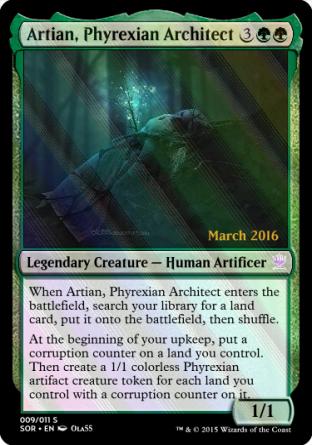 Artian, Phyrexian Architect 3
March 2016
Legendary Creature — Human Artificer
When Artian, Phyrexian Architect enters the
battlefield, search your library for a land
card, put it onto the battlefield, then shuffle.
At the beginning of your upkeep, put a
corruption counter on a land you control.
Then create a 1/1 colorless Phyrexian
artifact creature token for each land you
control with a corruption counter on it.
1/1
009/011 S
SOR • EN OLA55
™ & © 2015 Wizards of the Coast